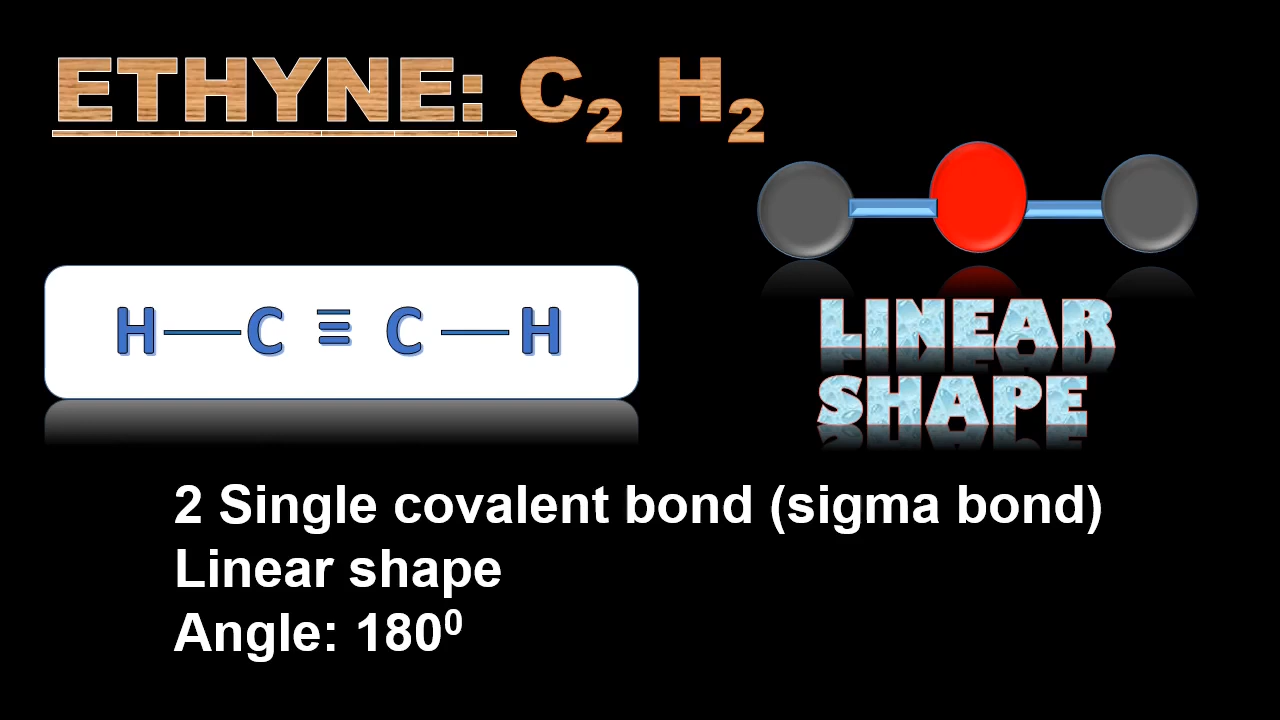 ETHYNE: C₂ H₂
H—C ≡ C —H
LINEAR
SHAPE
2 Single covalent bond (sigma bond)
Linear shape
Angle: 180⁰